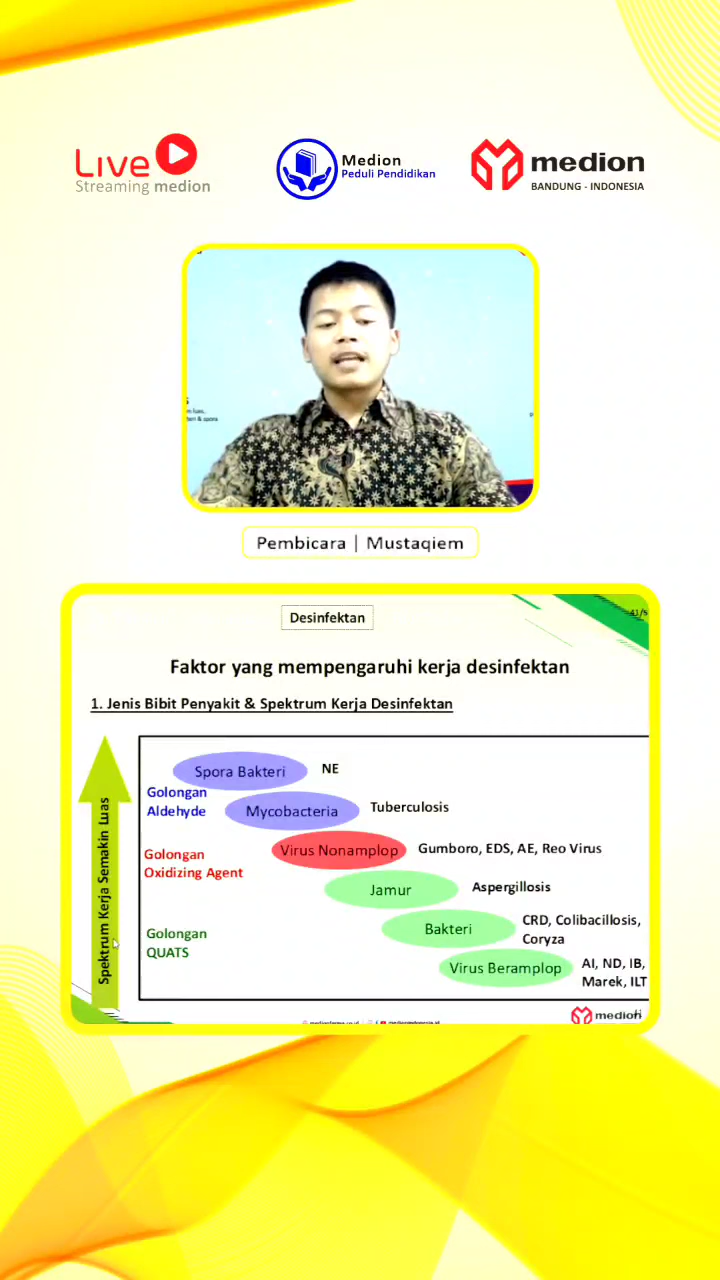 Live
Streaming medion
Medion
Peduli Pendidikan
medion
BANDUNG - INDONESIA
Pembicara | Mustaqiem
Desinfektan
Faktor yang mempengaruhi kerja desinfektan
1. Jenis Bibit Penyakit & Spektrum Kerja Desinfektan
Spektrum Kerja Semakin Luas
Spora Bakteri
NE
Golongan
Aldehyde
Mycobacteria
Tuberculosis
Virus Nonamplop
Gumboro, EDS, AE, Reo Virus
Golongan
Oxidizing Agent
Jamur
Aspergillosis
Bakteri
CRD, Colibacillosis,
Coryza
Golongan
QUATS
Virus Beramplop
AI, ND, IB,
Marek, ILT
medion